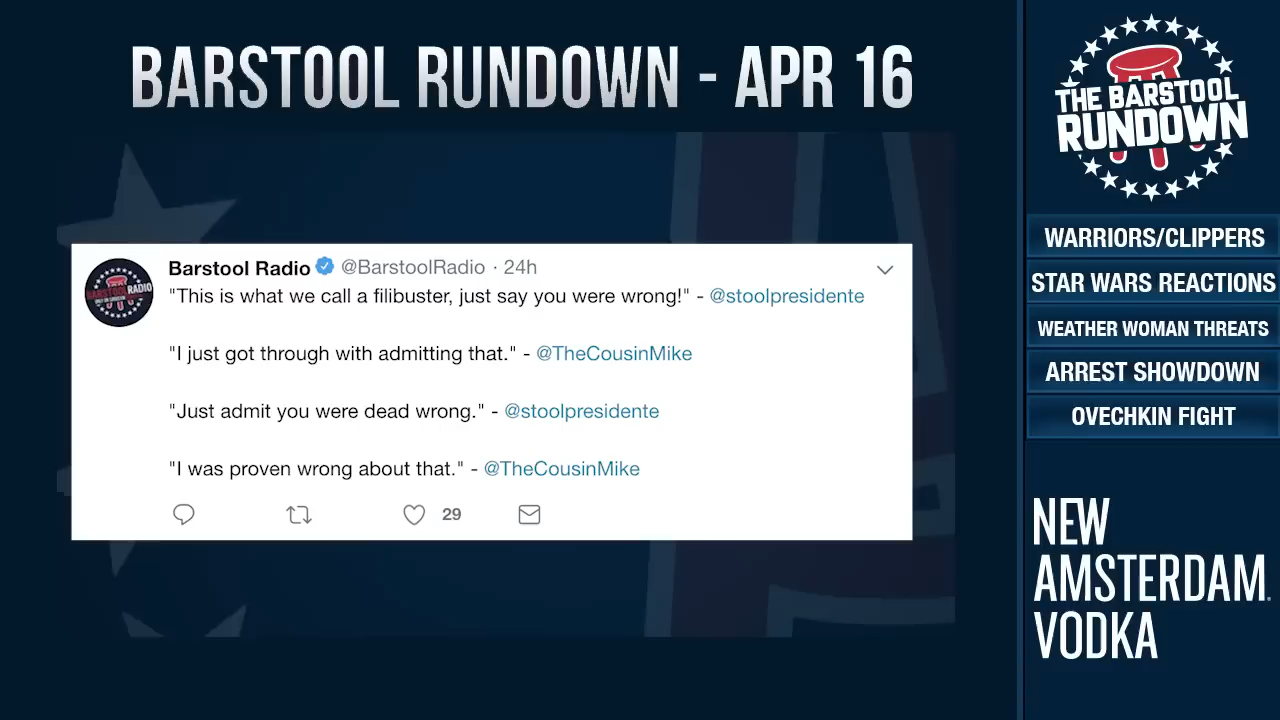 BARSTOOL RUNDOWN - APR 16
Barstool Radio @BarstoolRadio · 24h
"This is what we call a filibuster, just say you were wrong!" - @stoolpresidente
"I just got through with admitting that." - @TheCousinMike
"Just admit you were dead wrong." - @stoolpresidente
"I was proven wrong about that." - @TheCousinMike
29
BARSTOOL
RADIO
THE BARSTOOL
RUNDOWN
WARRIORS/CLIPPERS
STAR WARS REACTIONS
WEATHER WOMAN THREATS
ARREST SHOWDOWN
OVECHKIN FIGHT
NEW
AMSTERDAM.
VODKA